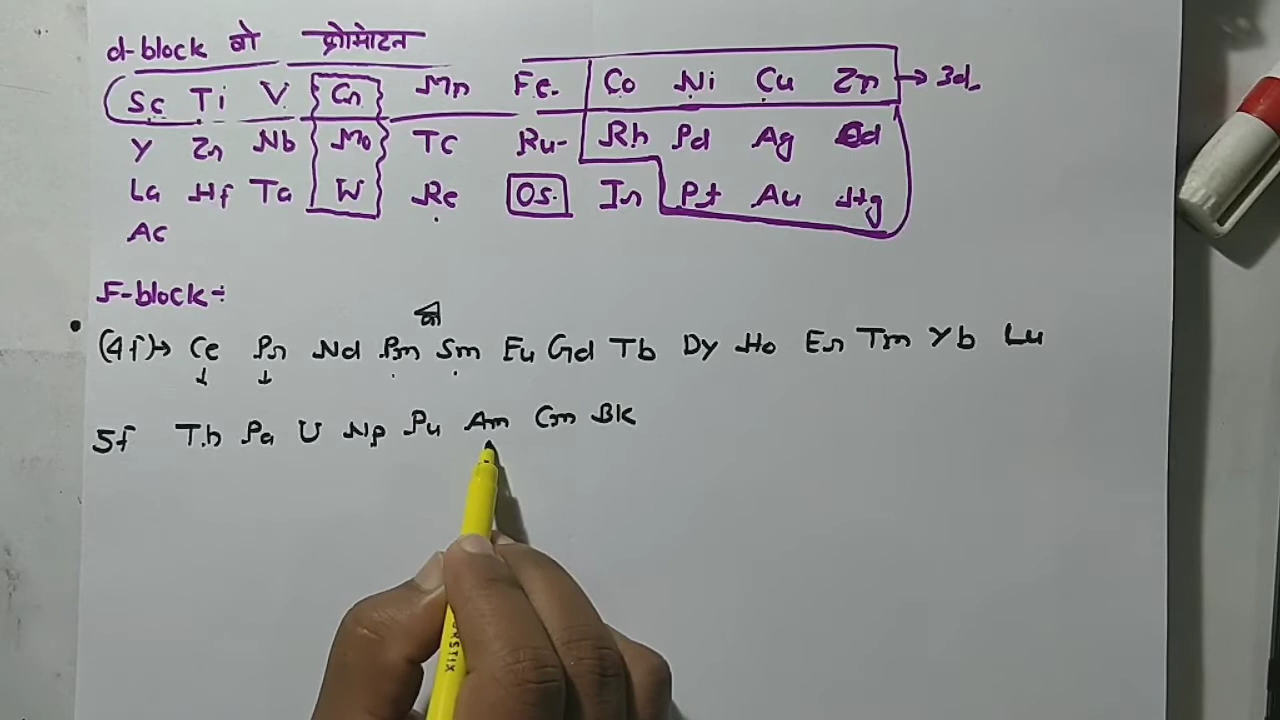 d-block को प्रोमोटन
Sc Ti V Cr Mn Fe Co Ni Cu Zn → 3d
Y Zr Nb Mo Tc Ru Rh Pd Ag Cd
La Hf Ta W Re Os Ir Pt Au Hg
Ac
F-block:-
(4f)→ Ce Pr Nd Pm Sm Eu Gd Tb Dy Ho Er Tm Yb Lu
5f Th Pa U Np Pu Am Cm Bk